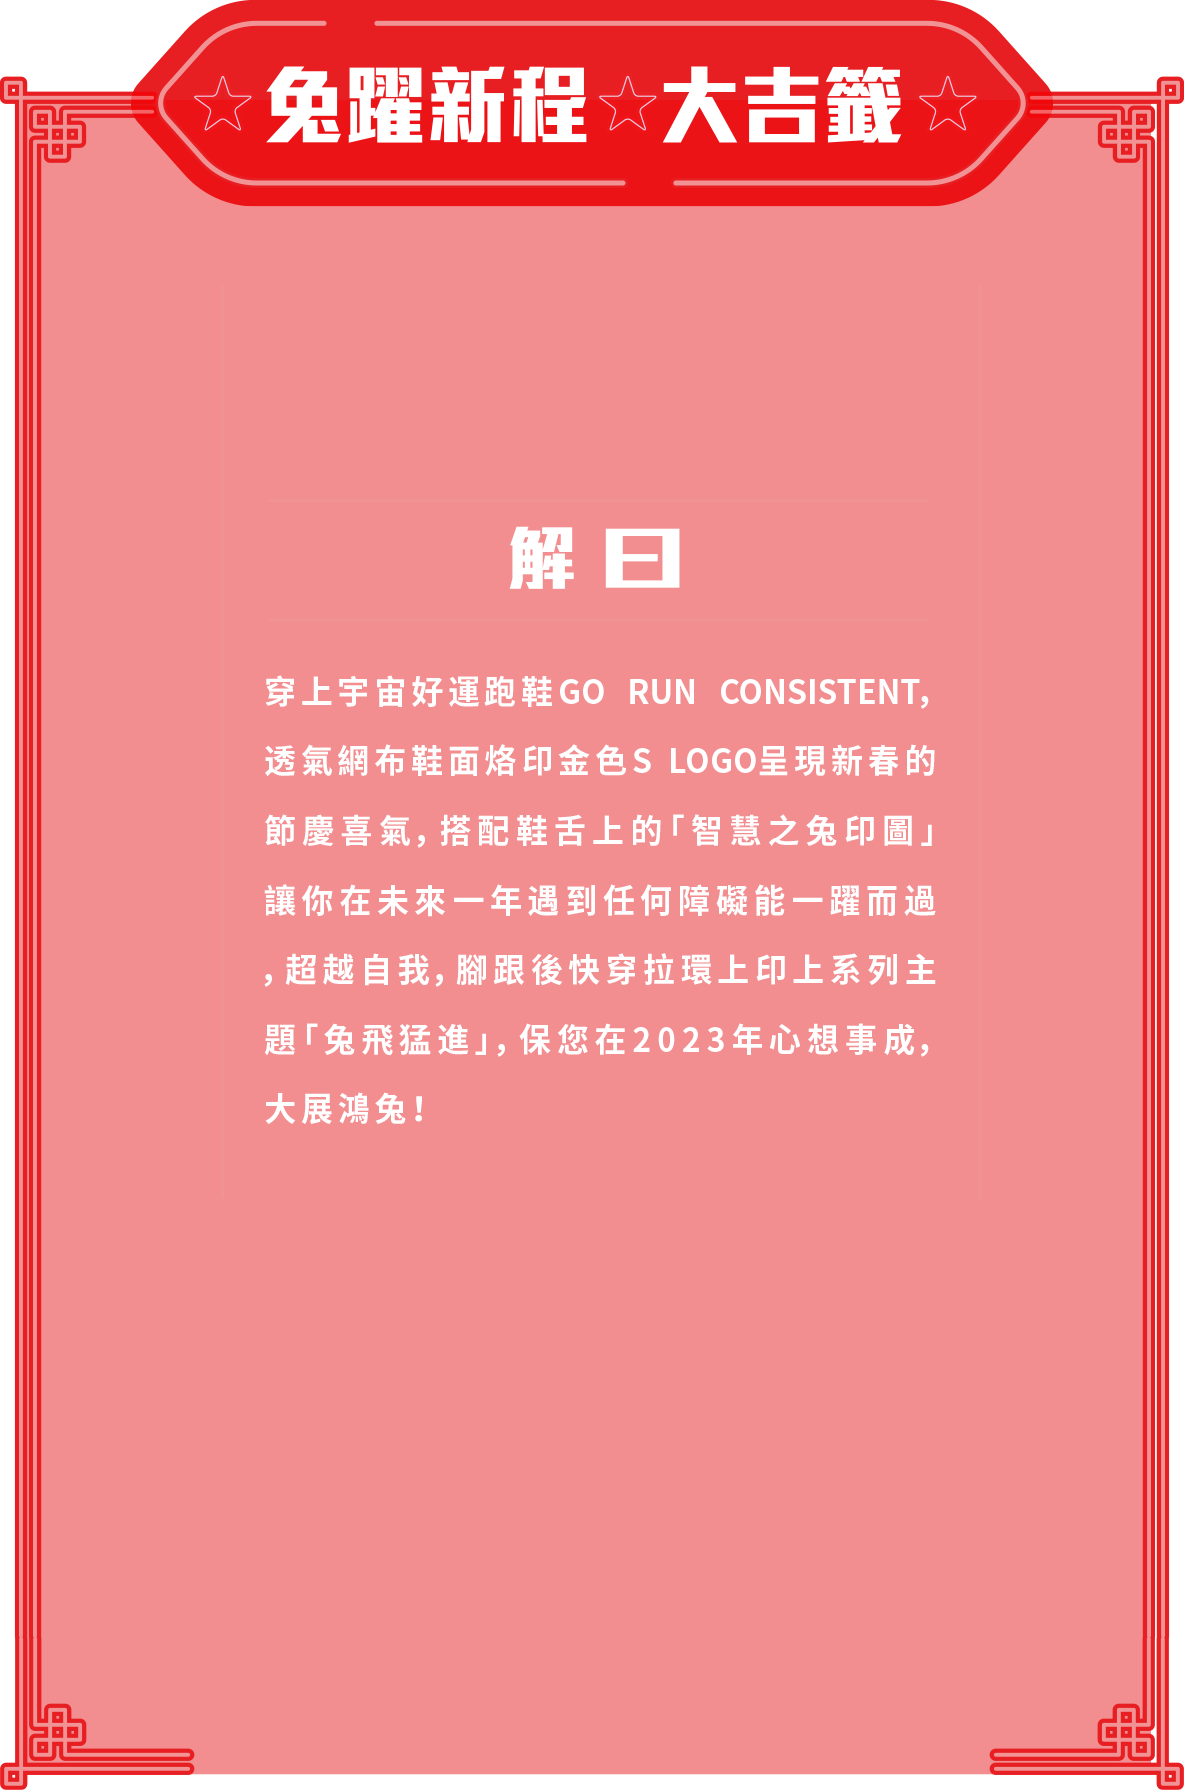 兔躍新程☆大吉籤
解曰
穿上宇宙好運跑鞋GO RUN CONSISTENT，
透氣網布鞋面烙印金色S LOGO呈現新春的
節慶喜氣，搭配鞋舌上的「智慧之兔印圖」
讓你在未來一年遇到任何障礙能一躍而過
，超越自我，腳跟後快穿拉環上印上系列主
題「兔飛猛進」，保您在2023年心想事成，
大展鴻兔！